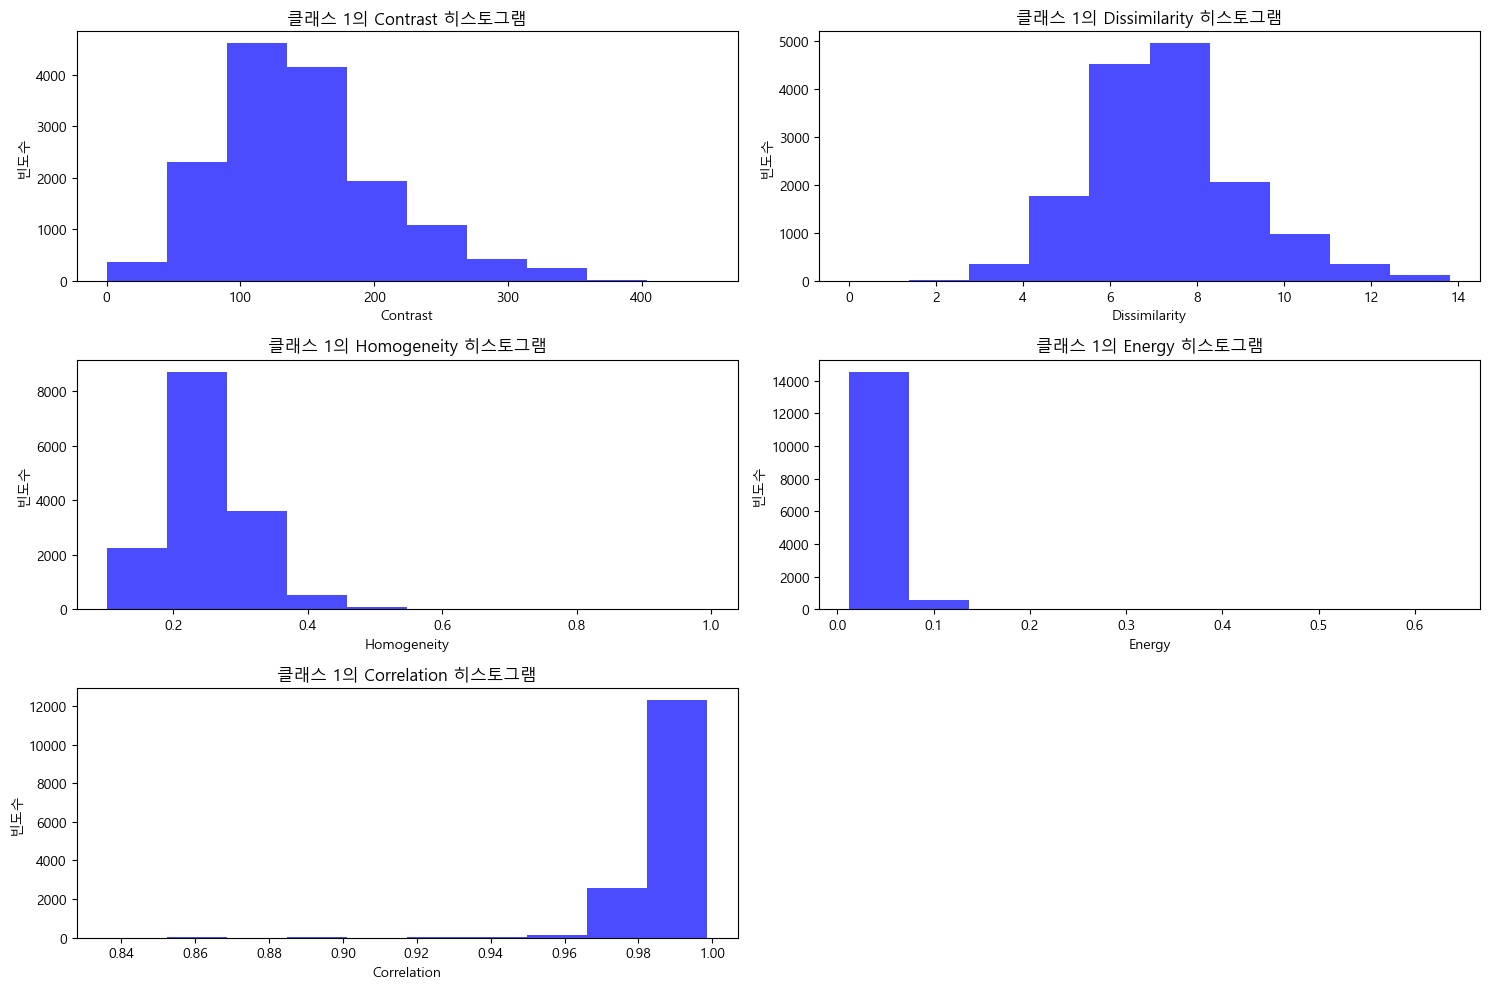 클래스 1의 Contrast 히스토그램
4000
3000
2000
1000
0
빈도수
0 100 200 300 400
Contrast
클래스 1의 Dissimilarity 히스토그램
5000
4000
3000
2000
1000
0
빈도수
0 2 4 6 8 10 12 14
Dissimilarity
클래스 1의 Homogeneity 히스토그램
8000
6000
4000
2000
0
빈도수
0.2 0.4 0.6 0.8 1.0
Homogeneity
클래스 1의 Energy 히스토그램
14000
12000
10000
8000
6000
4000
2000
0
빈도수
0.0 0.1 0.2 0.3 0.4 0.5 0.6
Energy
클래스 1의 Correlation 히스토그램
12000
10000
8000
6000
4000
2000
0
빈도수
0.84 0.86 0.88 0.90 0.92 0.94 0.96 0.98 1.00
Correlation